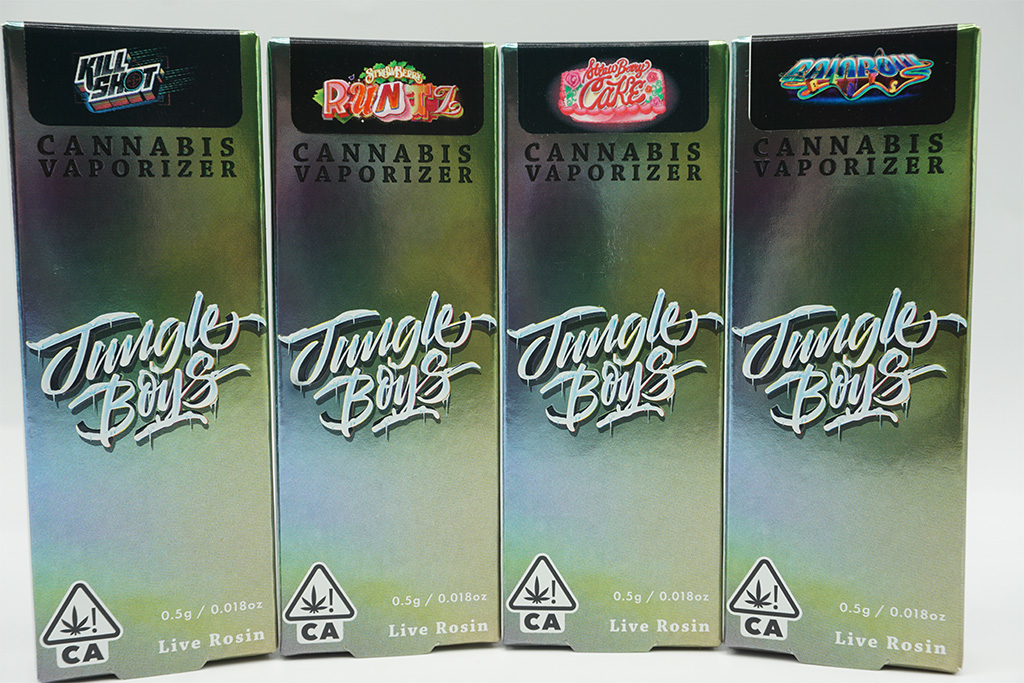 KILL
SHOT
CANNABIS
VAPORIZER
Jungle
Boys
CA
0.5g / 0.018oz
Live Rosin
StrawBerry
RUNTZ
CANNABIS
VAPORIZER
Jungle
Boys
CA
0.5g / 0.018oz
Live Rosin
StrawBerry
CaKE
CANNABIS
VAPORIZER
Jungle
Boys
CA
0.5g / 0.018oz
Live Rosin
RAINBOW
CANNABIS
VAPORIZER
Jungle
Boys
CA
0.5g / 0.018oz
Live Rosin